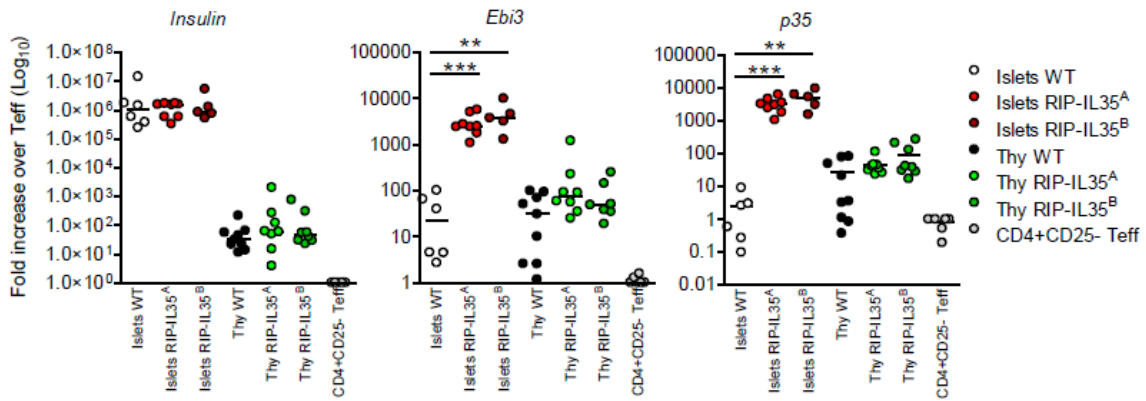 Insulin
Ebi3
p35
Fold increase over Teff (Log₁₀)
1.0×10⁸
1.0×10⁷
1.0×10⁶
1.0×10⁵
1.0×10⁴
1.0×10³
1.0×10²
1.0×10¹
1.0×10⁰
Islets WT
Islets RIP-IL35ᴬ
Islets RIP-IL35ᴮ
Thy WT
Thy RIP-IL35ᴬ
Thy RIP-IL35ᴮ
CD4+CD25- Teff
100000
10000
1000
100
10
1
**
***
Islets WT
Islets RIP-IL35ᴬ
Islets RIP-IL35ᴮ
Thy WT
Thy RIP-IL35ᴬ
Thy RIP-IL35ᴮ
CD4+CD25- Teff
100000
10000
1000
100
10
1
0.1
0.01
**
***
Islets WT
Islets RIP-IL35ᴬ
Islets RIP-IL35ᴮ
Thy WT
Thy RIP-IL35ᴬ
Thy RIP-IL35ᴮ
CD4+CD25- Teff
Islets WT
Islets RIP-IL35ᴬ
Islets RIP-IL35ᴮ
Thy WT
Thy RIP-IL35ᴬ
Thy RIP-IL35ᴮ
CD4+CD25- Teff